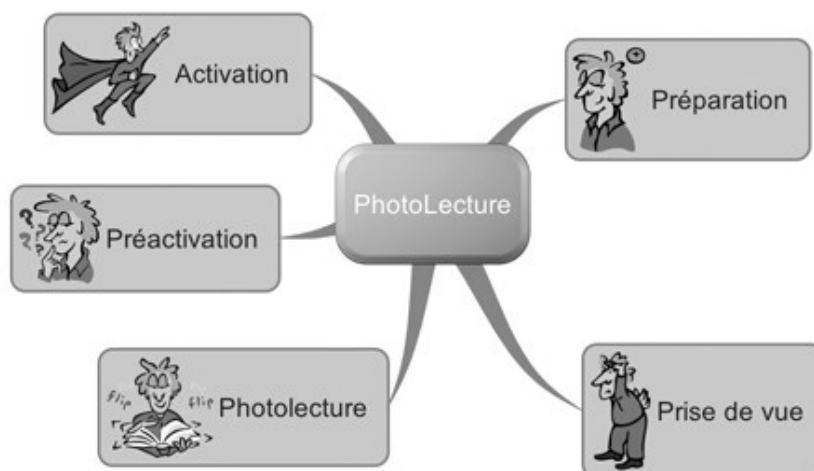 Activation
Préparation
PhotoLecture
???
Préactivation
flip
flip
Photolecture
Prise de vue